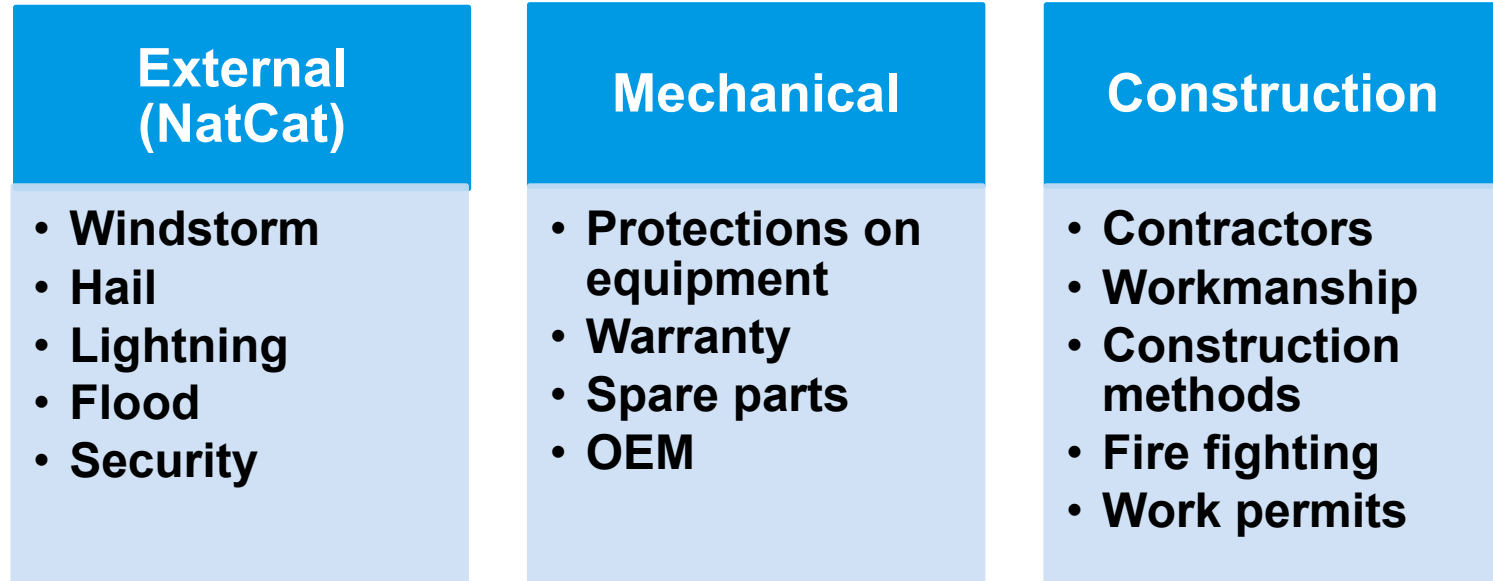 External
(NatCat)
• Windstorm
• Hail
• Lightning
• Flood
• Security
Mechanical
• Protections on
equipment
• Warranty
• Spare parts
• OEM
Construction
• Contractors
• Workmanship
• Construction
methods
• Fire fighting
• Work permits